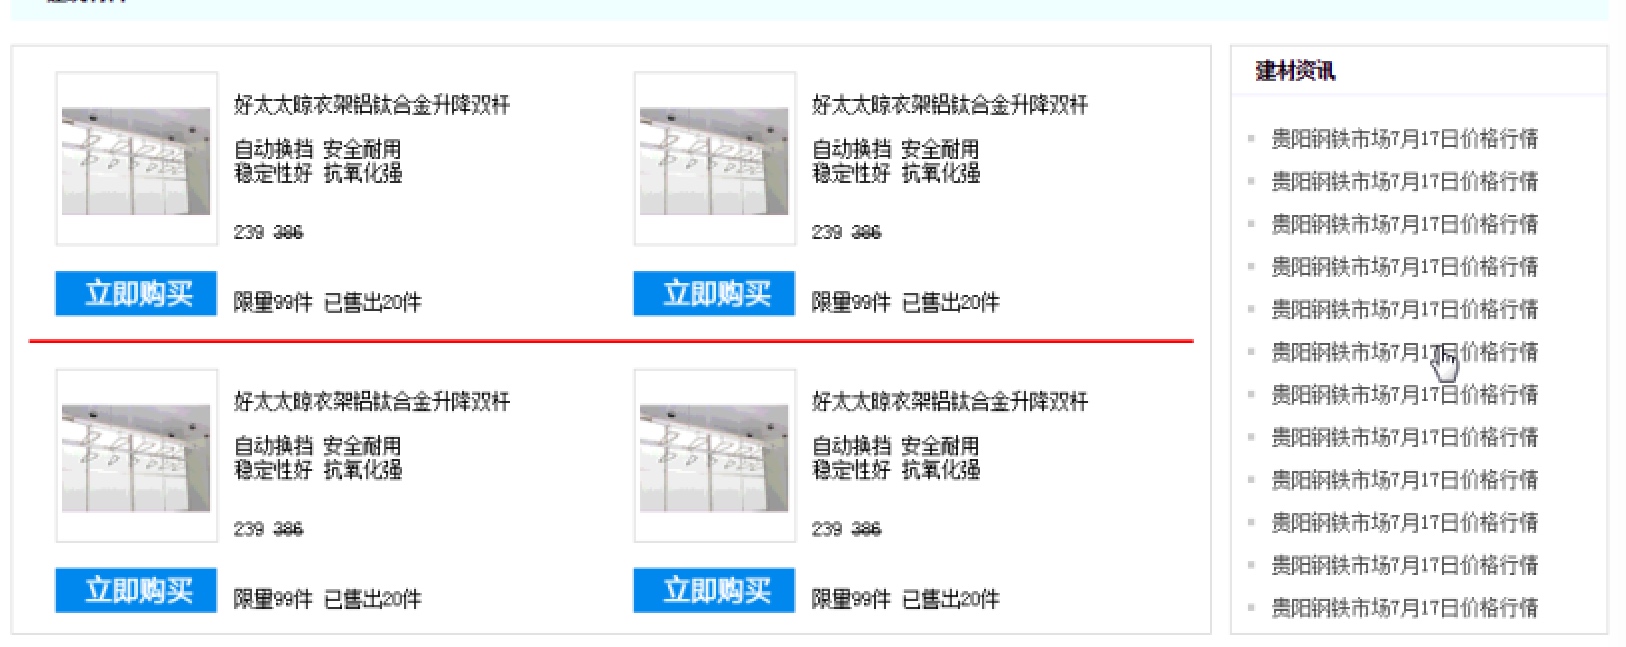 好太太晾衣架铝钛合金升降双杆
自动换挡 安全耐用
稳定性好 抗氧化强
239 386
立即购买
限量99件 已售出20件
好太太晾衣架铝钛合金升降双杆
自动换挡 安全耐用
稳定性好 抗氧化强
239 386
立即购买
限量99件 已售出20件
好太太晾衣架铝钛合金升降双杆
自动换挡 安全耐用
稳定性好 抗氧化强
239 386
立即购买
限量99件 已售出20件
好太太晾衣架铝钛合金升降双杆
自动换挡 安全耐用
稳定性好 抗氧化强
239 386
立即购买
限量99件 已售出20件
建材资讯
贵阳钢铁市场7月17日价格行情
贵阳钢铁市场7月17日价格行情
贵阳钢铁市场7月17日价格行情
贵阳钢铁市场7月17日价格行情
贵阳钢铁市场7月17日价格行情
贵阳钢铁市场7月17日价格行情
贵阳钢铁市场7月17日价格行情
贵阳钢铁市场7月17日价格行情
贵阳钢铁市场7月17日价格行情
贵阳钢铁市场7月17日价格行情
贵阳钢铁市场7月17日价格行情
贵阳钢铁市场7月17日价格行情